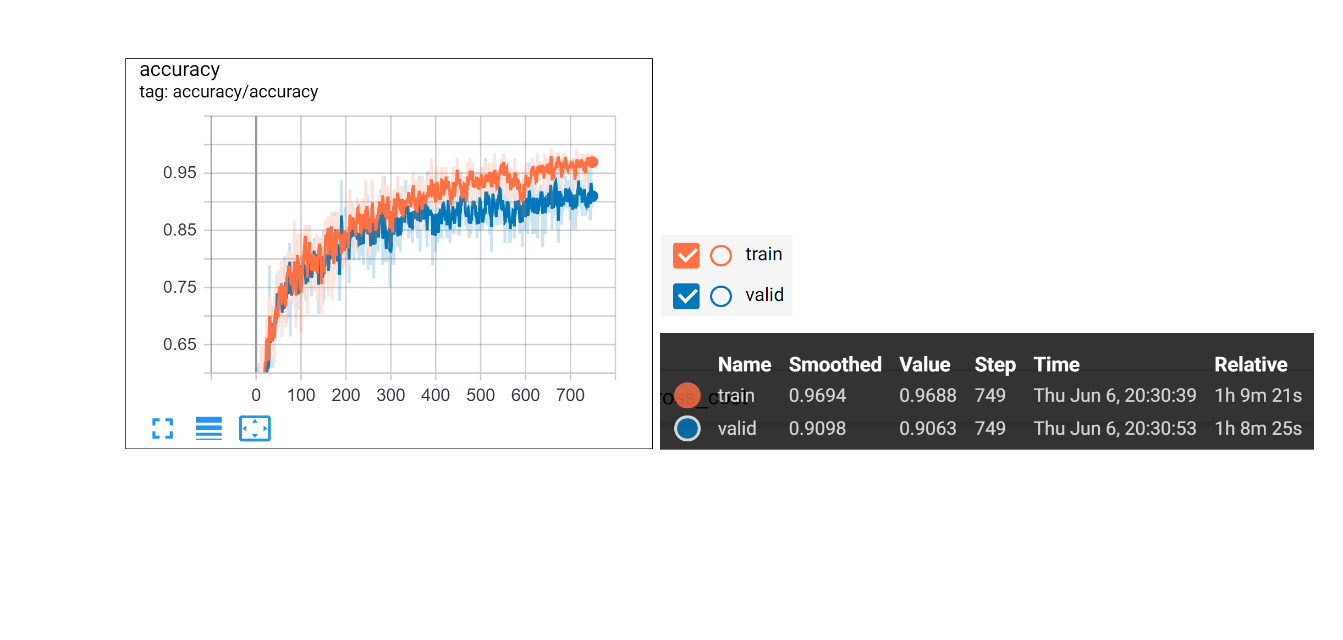 accuracy
tag: accuracy/accuracy
0.95
0.85
0.75
0.65
0 100 200 300 400 500 600 700
train
valid
Name Smoothed Value Step Time Relative
train 0.9694 0.9688 749 Thu Jun 6, 20:30:39 1h 9m 21s
valid 0.9098 0.9063 749 Thu Jun 6, 20:30:53 1h 8m 25s